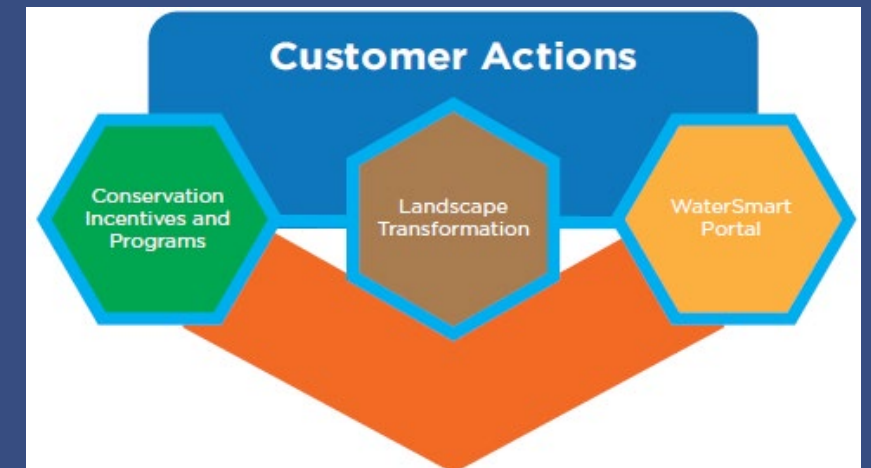 Customer Actions
Conservation
Incentives and
Programs
Landscape
Transformation
WaterSmart
Portal